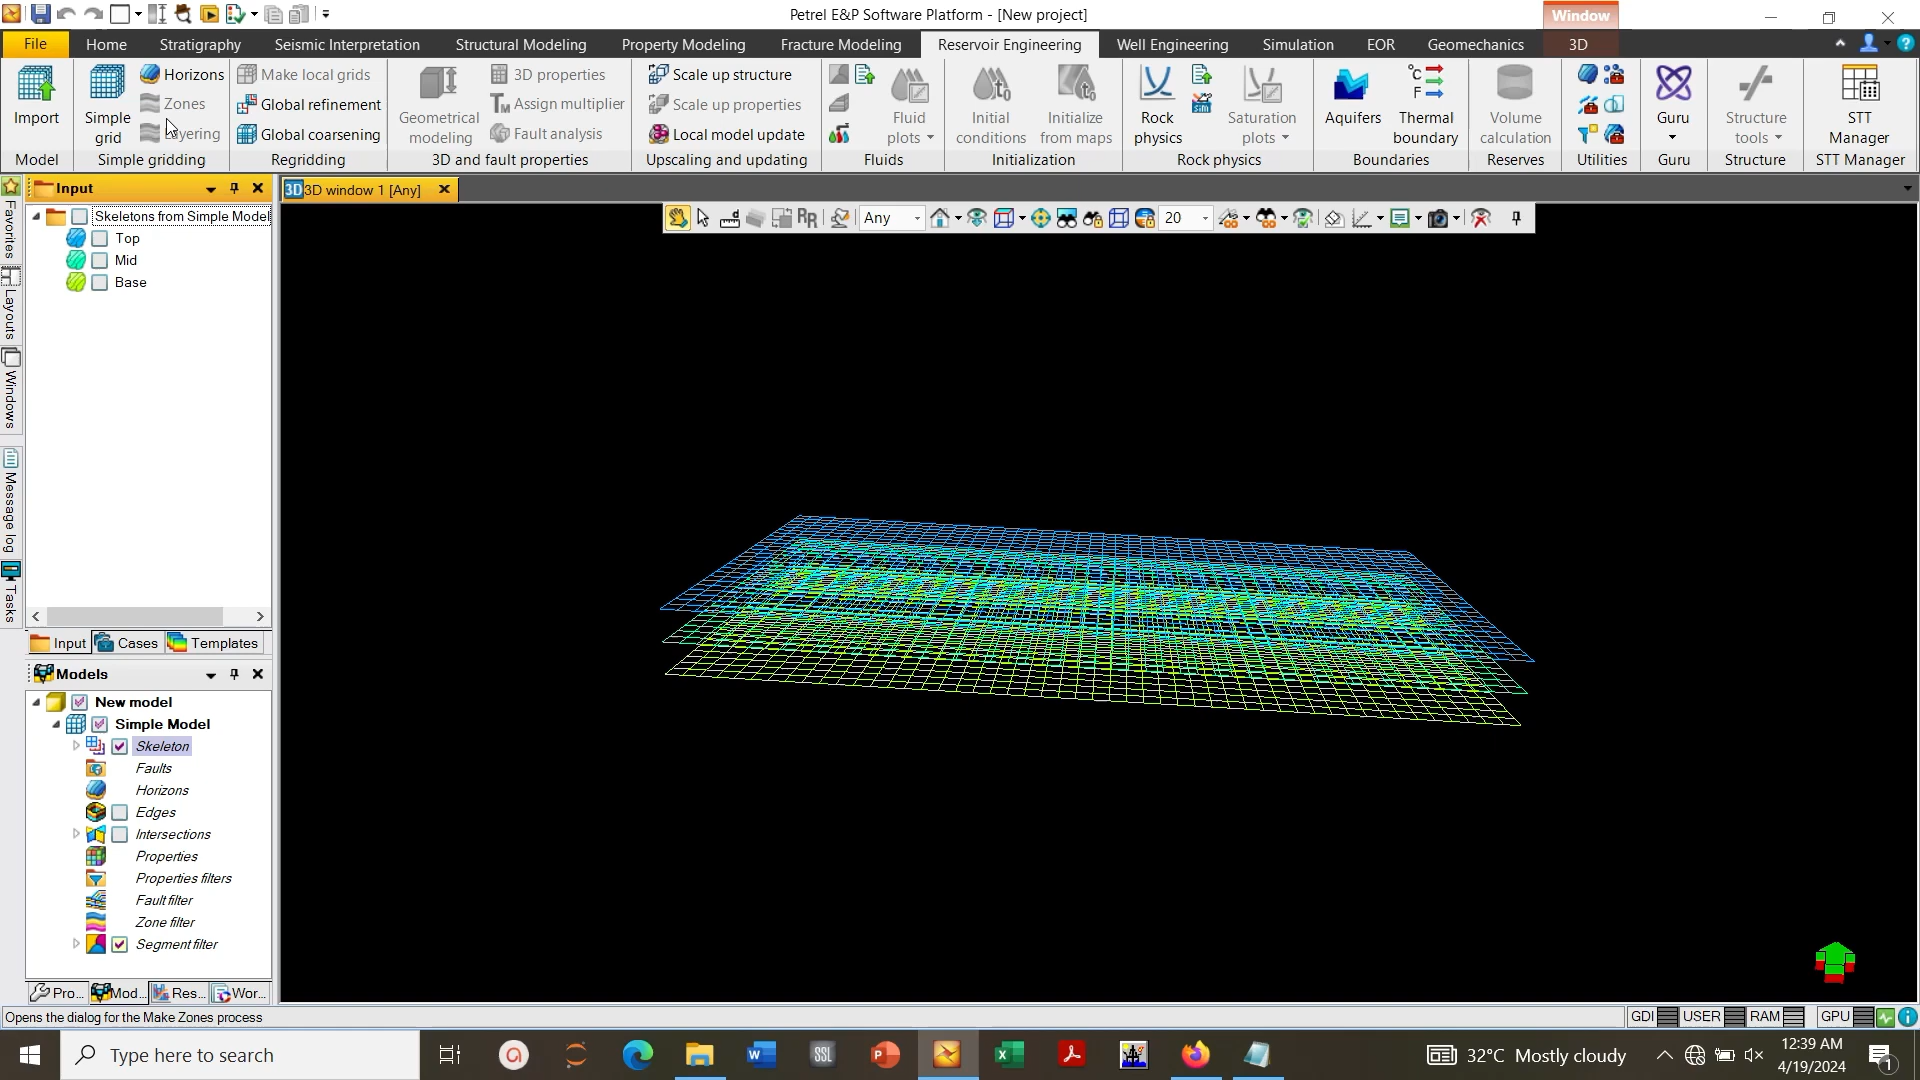 Petrel E&P Software Platform - [New project]
Window
File
Home
Stratigraphy
Seismic Interpretation
Structural Modeling
Property Modeling
Fracture Modeling
Reservoir Engineering
Well Engineering
Simulation
EOR
Geomechanics
3D
Import
Model
Simple grid
Horizons
Zones
Layering
Simple gridding
Make local grids
Global refinement
Global coarsening
Regridding
Geometrical modeling
3D properties
Assign multiplier
Fault analysis
3D and fault properties
Scale up structure
Scale up properties
Local model update
Upscaling and updating
Fluid plots
Fluids
Initial conditions
Initialize from maps
Initialization
Rock physics
Saturation plots
Rock physics
Aquifers
Thermal boundary
Boundaries
Volume calculation
Reserves
Utilities
Guru
Guru
Structure tools
Structure
STT Manager
STT Manager
Favorites
Layouts
Windows
Message log
Tasks
Input
Skeletons from Simple Model
Top
Mid
Base
Input
Cases
Templates
Models
New model
Simple Model
Skeleton
Faults
Horizons
Edges
Intersections
Properties
Properties filters
Fault filter
Zone filter
Segment filter
Pro...
Mod...
Res...
Wor...
3D 3D window 1 [Any]
Any
20
Opens the dialog for the Make Zones process
GDI
USER
RAM
GPU
Type here to search
SSL
32°C Mostly cloudy
12:39 AM
4/19/2024
1